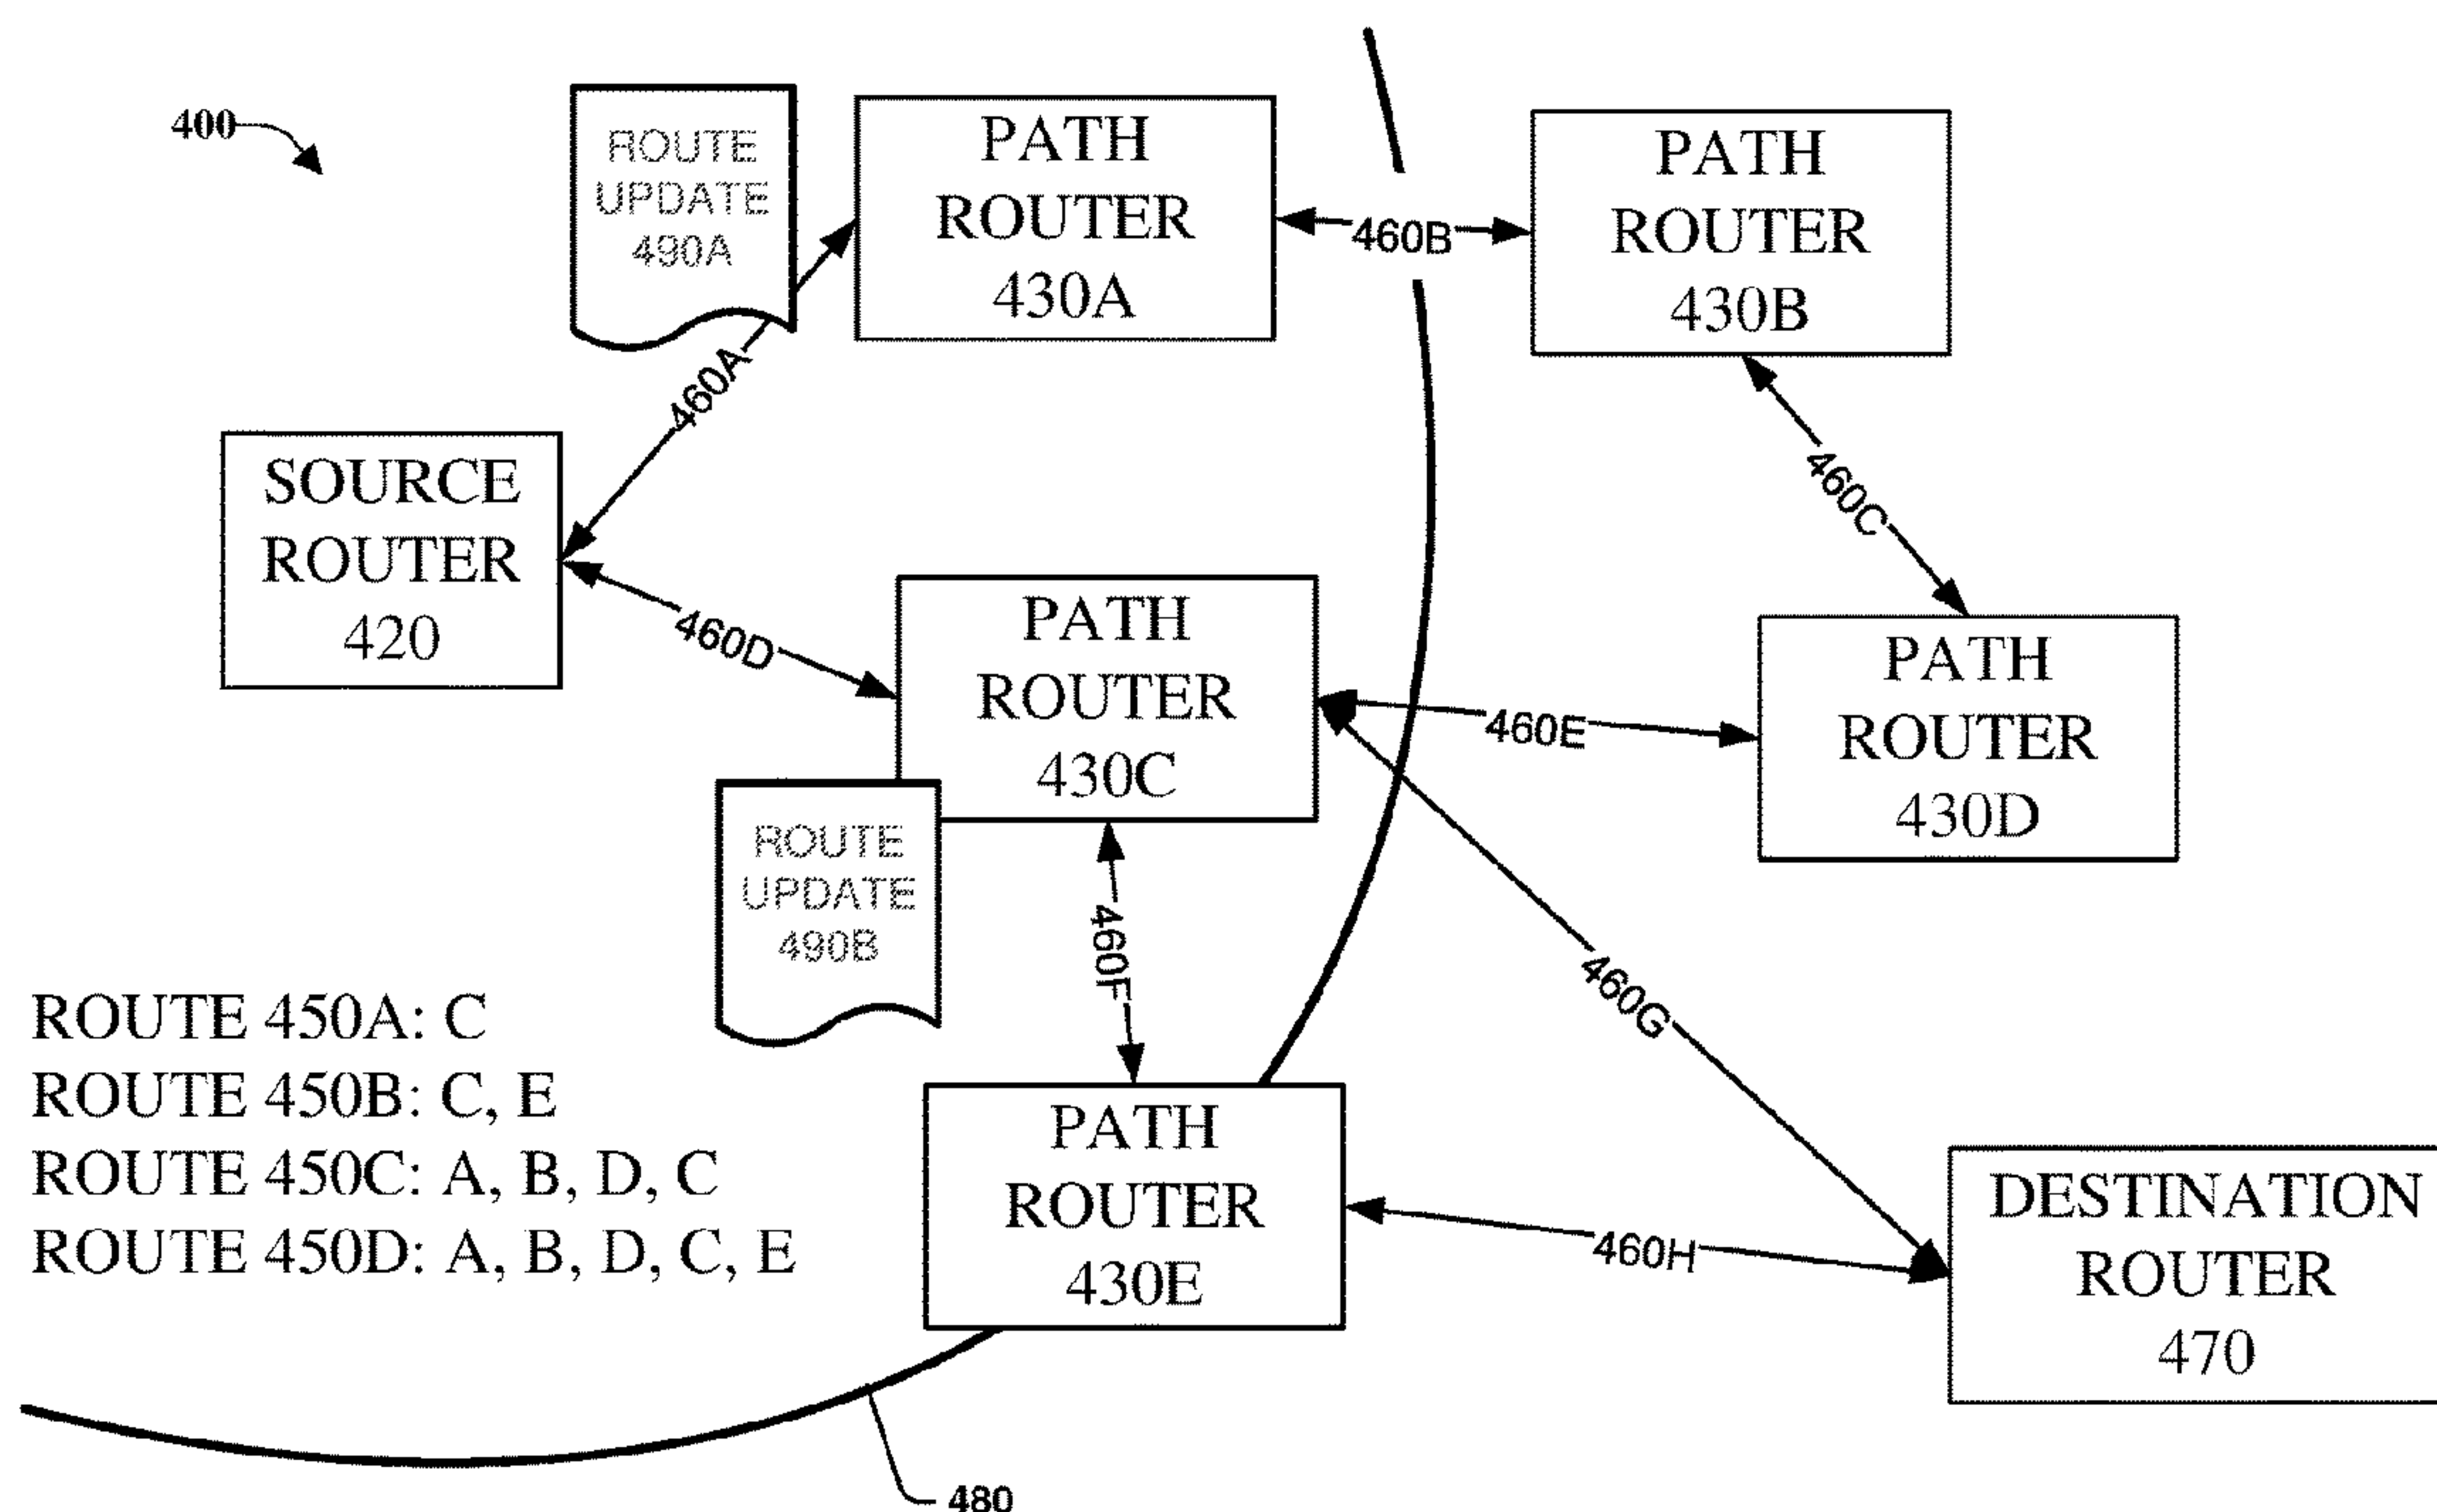 400
ROUTE
UPDATE
490A
PATH
ROUTER
430A
460B
PATH
ROUTER
430B
460A
460C
SOURCE
ROUTER
420
460D
PATH
ROUTER
430C
460E
PATH
ROUTER
430D
ROUTE
UPDATE
490B
460F
460G
ROUTE 450A: C
ROUTE 450B: C, E
ROUTE 450C: A, B, D, C
ROUTE 450D: A, B, D, C, E
PATH
ROUTER
430E
460H
DESTINATION
ROUTER
470
480